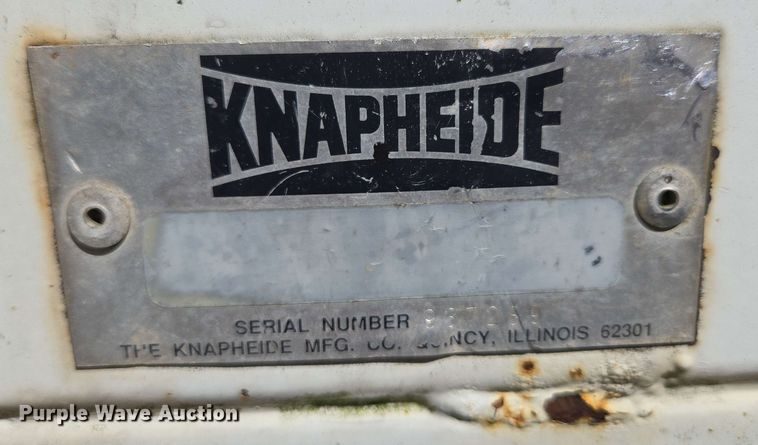 KNAPHEIDE
SERIAL NUMBER
THE KNAPHEIDE MFG. CO. QUINCY, ILLINOIS 62301
Purple Wave Auction